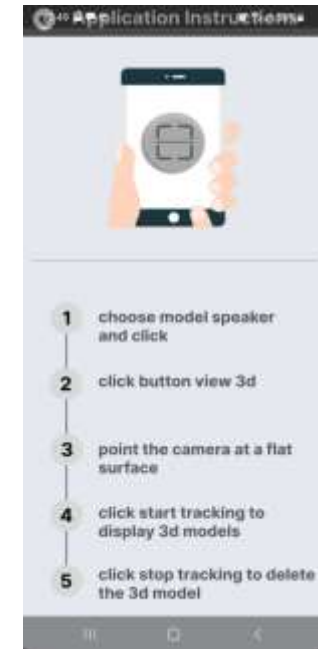 Application Instructions
1 choose model speaker
and click
2 click button view 3d
3 point the camera at a flat
surface
4 click start tracking to
display 3d models
5 click stop tracking to delete
the 3d model